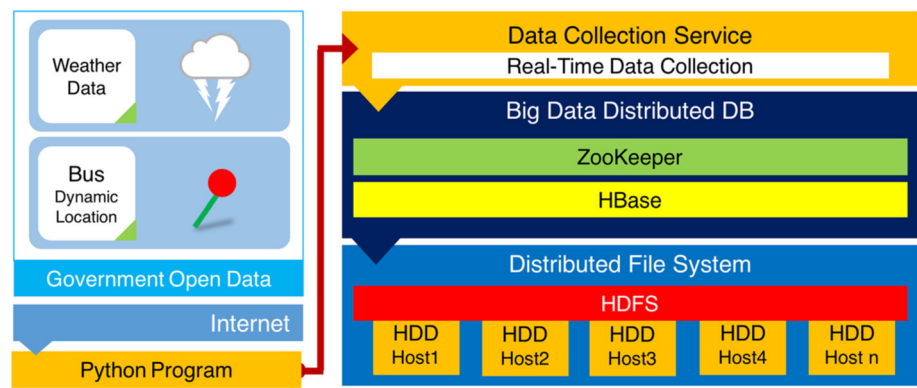 Weather
Data
Bus
Dynamic
Location
Government Open Data
Internet
Python Program
Data Collection Service
Real-Time Data Collection
Big Data Distributed DB
ZooKeeper
HBase
Distributed File System
HDFS
HDD HDD HDD HDD HDD
Host1 Host2 Host3 Host4 Host n